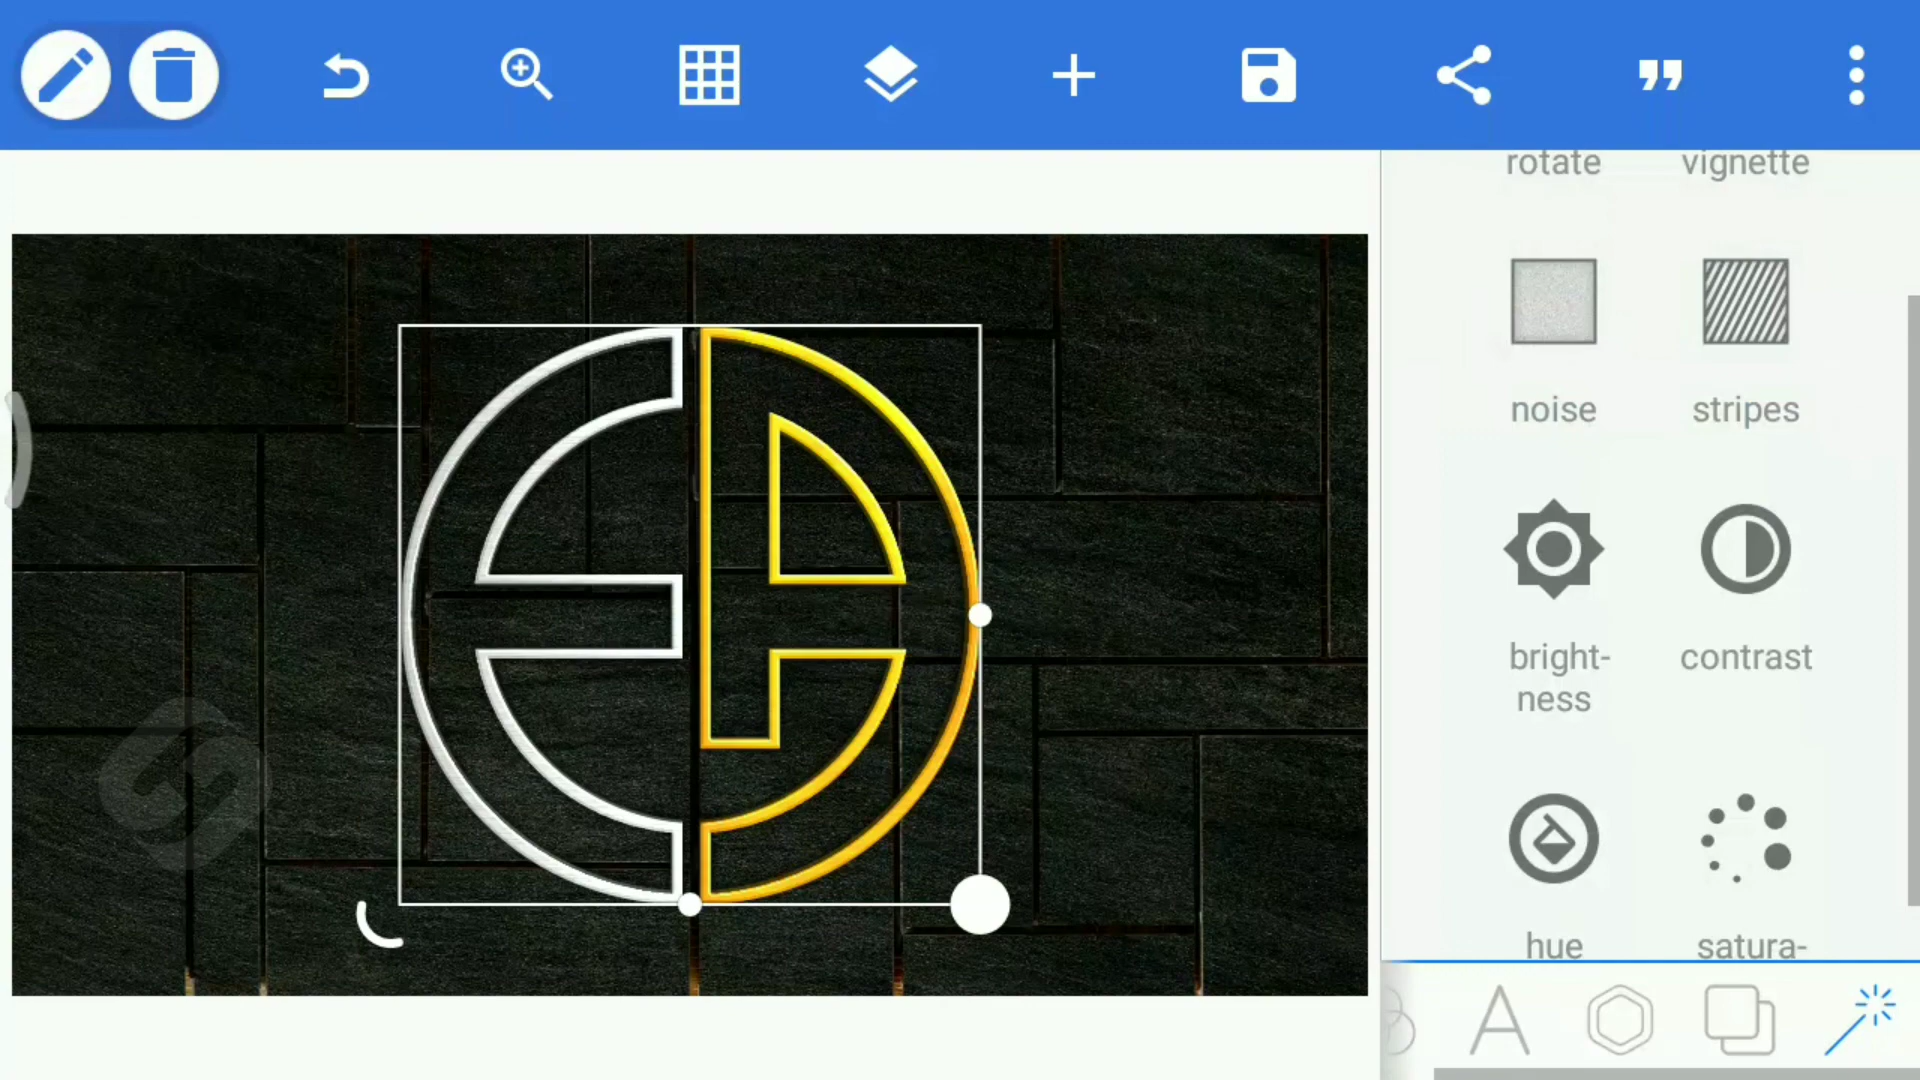 rotate vignette
noise stripes
bright-
ness
contrast
hue satura-
A